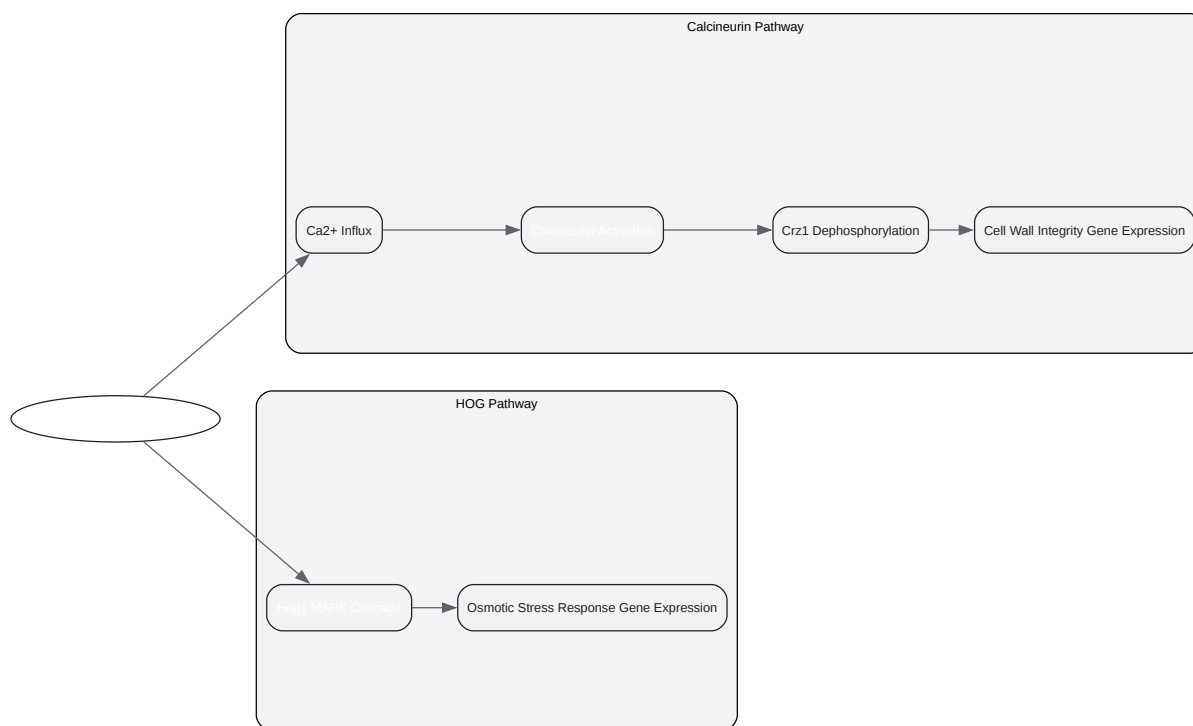 Calcineurin Pathway
Ca2+ Influx
Calcineurin Activation
Crz1 Dephosphorylation
Cell Wall Integrity Gene Expression
HOG Pathway
Hog1 MAPK Cascade
Osmotic Stress Response Gene Expression